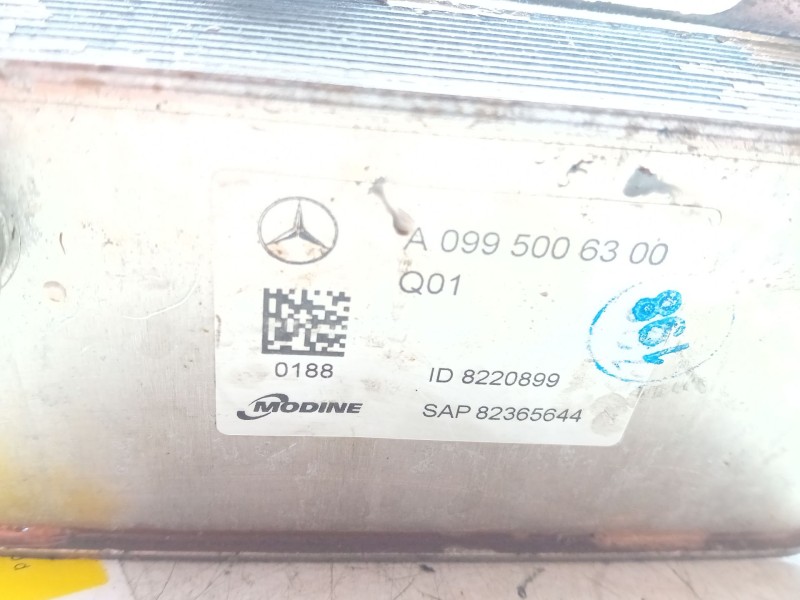 A 099 500 63 00
Q01
0188
ID 8220899
MODINE
SAP 82365644